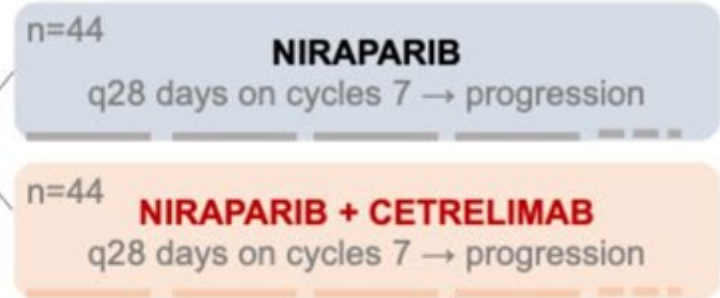 n=44
NIRAPARIB
q28 days on cycles 7 → progression
n=44
NIRAPARIB + CETRELIMAB
q28 days on cycles 7 → progression